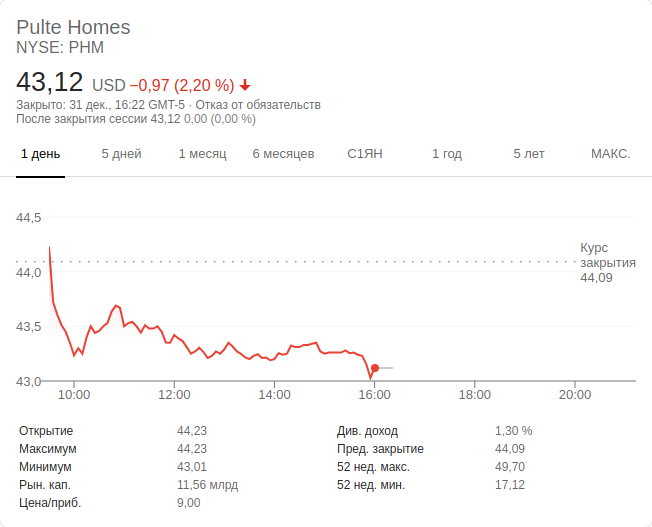 Pulte Homes
NYSE: PHM
43,12 USD −0,97 (2,20 %)
Закрыто: 31 дек., 16:22 GMT-5 · Отказ от обязательств
После закрытия сессии 43,12 0,00 (0,00 %)
1 день 5 дней 1 месяц 6 месяцев С1ЯН 1 год 5 лет МАКС.
44,5
Курс
закрытия
44,09
44,0
43,5
43,0
10:00 12:00 14:00 16:00 18:00 20:00
Открытие 44,23 Див. доход 1,30 %
Максимум 44,23 Пред. закрытие 44,09
Минимум 43,01 52 нед. макс. 49,70
Рын. кап. 11,56 млрд 52 нед. мин. 17,12
Цена/приб. 9,00